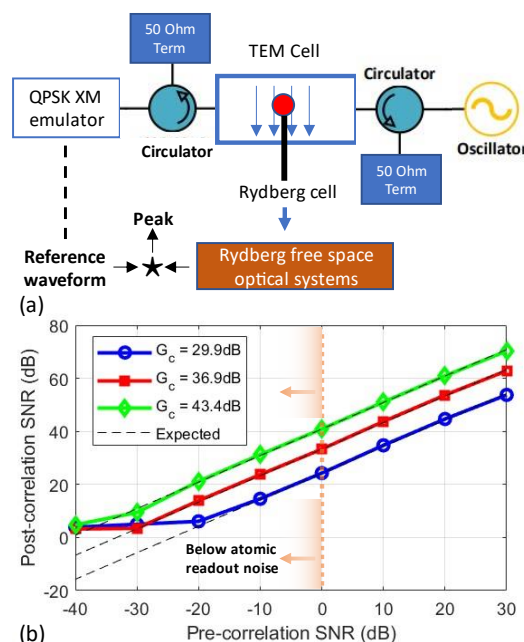 50 Ohm
Term
TEM Cell
Circulator
QPSK XM
emulator
Circulator
Oscillator
50 Ohm
Term
Rydberg cell
Peak
Reference
waveform
Rydberg free space
optical systems
(a)
80
60
40
20
0
-20
Post-correlation SNR (dB)
G_c = 29.9dB
G_c = 36.9dB
G_c = 43.4dB
Expected
Below atomic
readout noise
-40 -30 -20 -10 0 10 20 30
Pre-correlation SNR (dB)
(b)